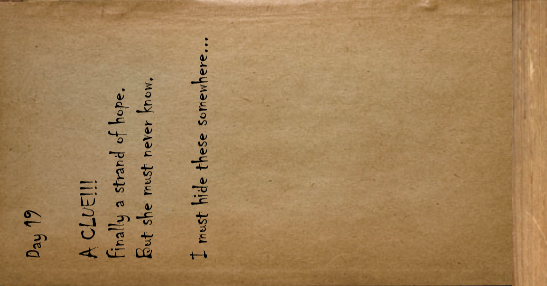 Day 19
A CLUE!!!
Finally a strand of hope.
But she must never know.
I must hide these somewhere...